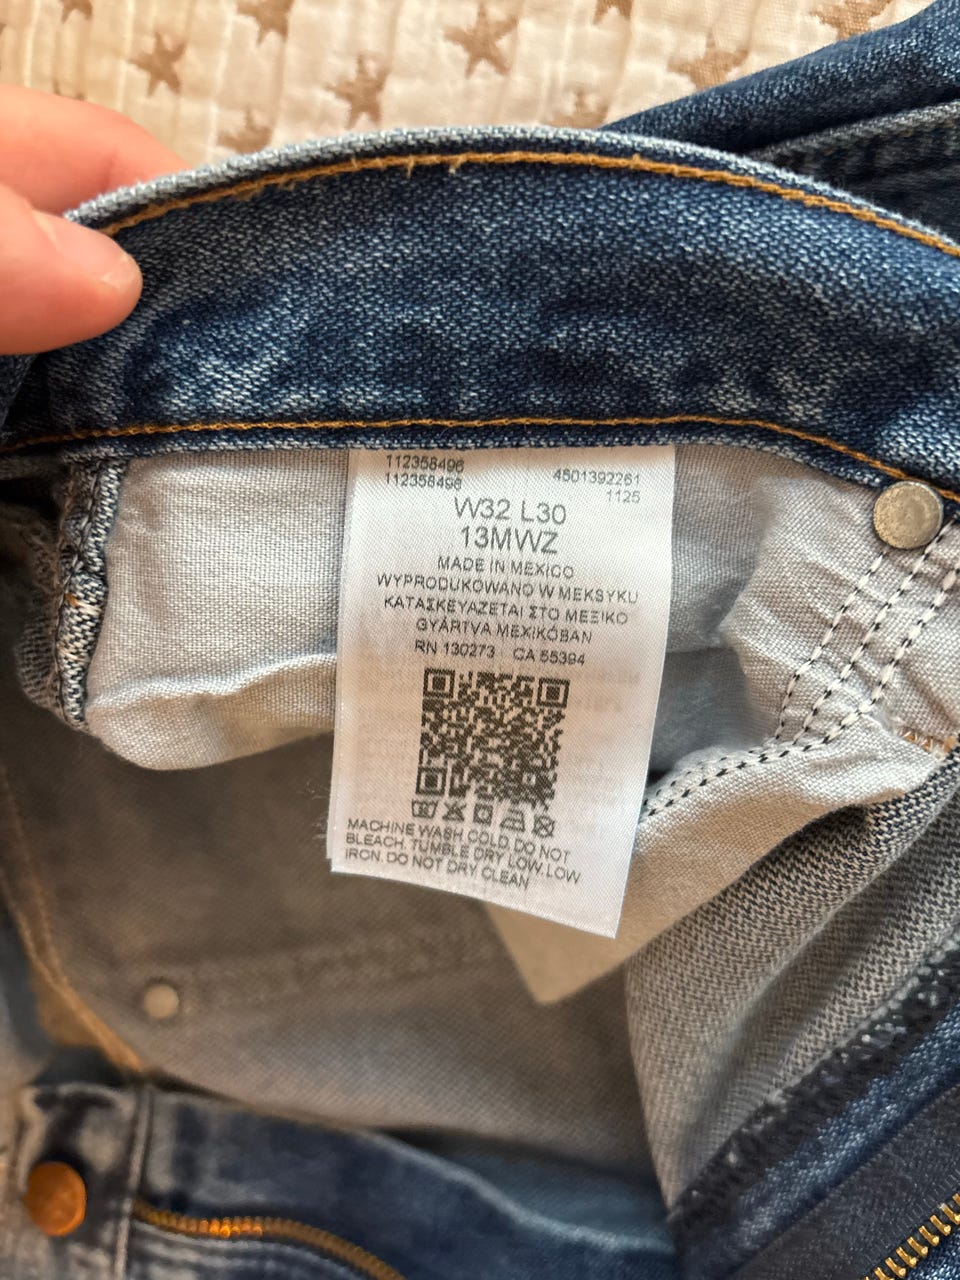 112358496
112358496
4501392261
1125
W32 L30
13MWZ
MADE IN MEXICO
WYPRODUKOWANO W MEKSYKU
ΚΑΤΑΣΚΕΥΑΖΕΤΑΙ ΣΤΟ ΜΕΞΙΚΟ
GYÁRTVA MEXIKÓBAN
RN 130273 CA 55394
MACHINE WASH COLD. DO NOT
BLEACH. TUMBLE DRY LOW. LOW
IRON. DO NOT DRY CLEAN